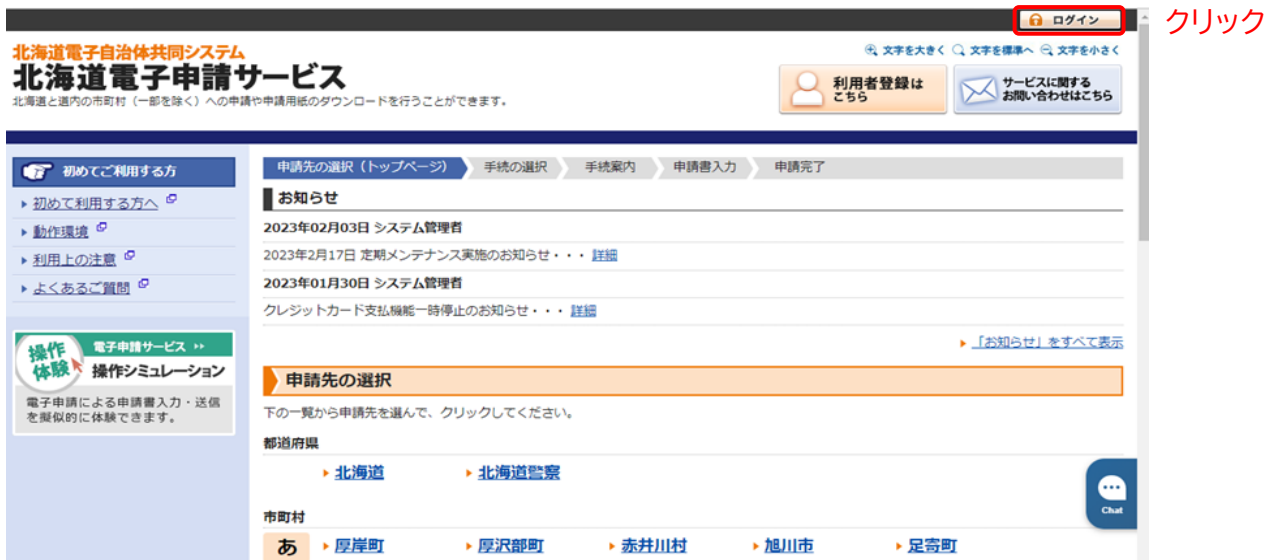 ログイン
クリック
北海道電子自治体共同システム
文字を大きく 文字を標準へ 文字を小さく
北海道電子申請サービス
北海道と道内の市町村（一部を除く）への申請や申請用紙のダウンロードを行うことができます。
利用者登録は
こちら
サービスに関する
お問い合わせはこちら
初めてご利用する方
初めて利用する方へ
動作環境
利用上の注意
よくあるご質問
操作
体験
電子申請サービス
操作シミュレーション
電子申請による申請書入力・送信
を擬似的に体験できます。
申請先の選択（トップページ） 手続の選択 手続案内 申請書入力 申請完了
お知らせ
2023年02月03日 システム管理者
2023年2月17日 定期メンテナンス実施のお知らせ・・・ 詳細
2023年01月30日 システム管理者
クレジットカード支払機能一時停止のお知らせ・・・ 詳細
「お知らせ」をすべて表示
申請先の選択
下の一覧から申請先を選んで、クリックしてください。
都道府県
北海道 北海道警察
市町村
あ 厚岸町 厚沢部町 赤井川村 旭川市 足寄町
Chat